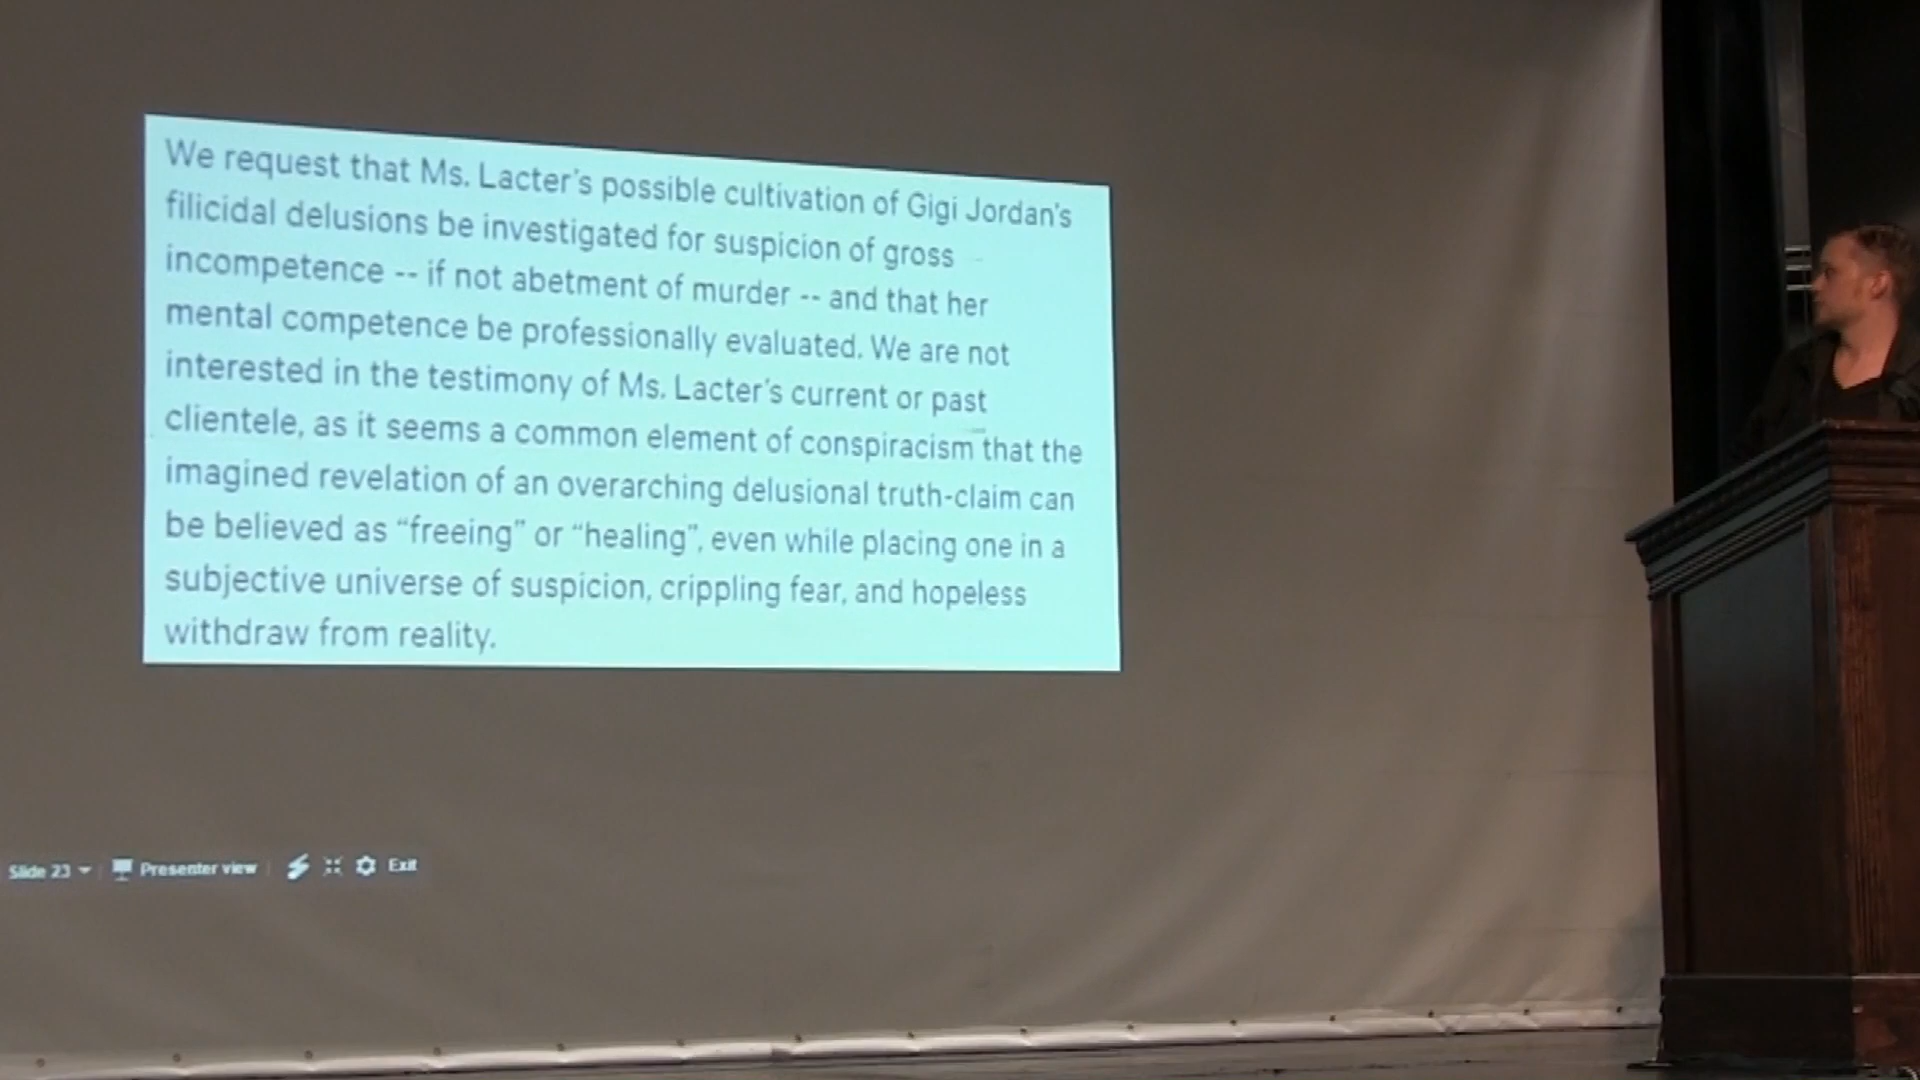 We request that Ms. Lacter's possible cultivation of Gigi Jordan's
filicidal delusions be investigated for suspicion of gross
incompetence -- if not abetment of murder -- and that her
mental competence be professionally evaluated. We are not
interested in the testimony of Ms. Lacter's current or past
clientele, as it seems a common element of conspiracism that the
imagined revelation of an overarching delusional truth-claim can
be believed as “freeing” or “healing”, even while placing one in a
subjective universe of suspicion, crippling fear, and hopeless
withdraw from reality.
Slide 23 Presenter view Exit